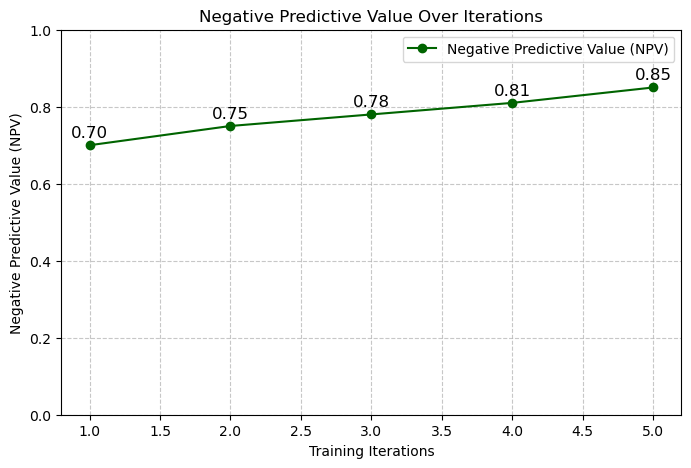 Negative Predictive Value Over Iterations
Negative Predictive Value (NPV)
1.0
0.8
0.6
0.4
0.2
0.0
Negative Predictive Value (NPV)
0.70
0.75
0.78
0.81
0.85
1.0 1.5 2.0 2.5 3.0 3.5 4.0 4.5 5.0
Training Iterations